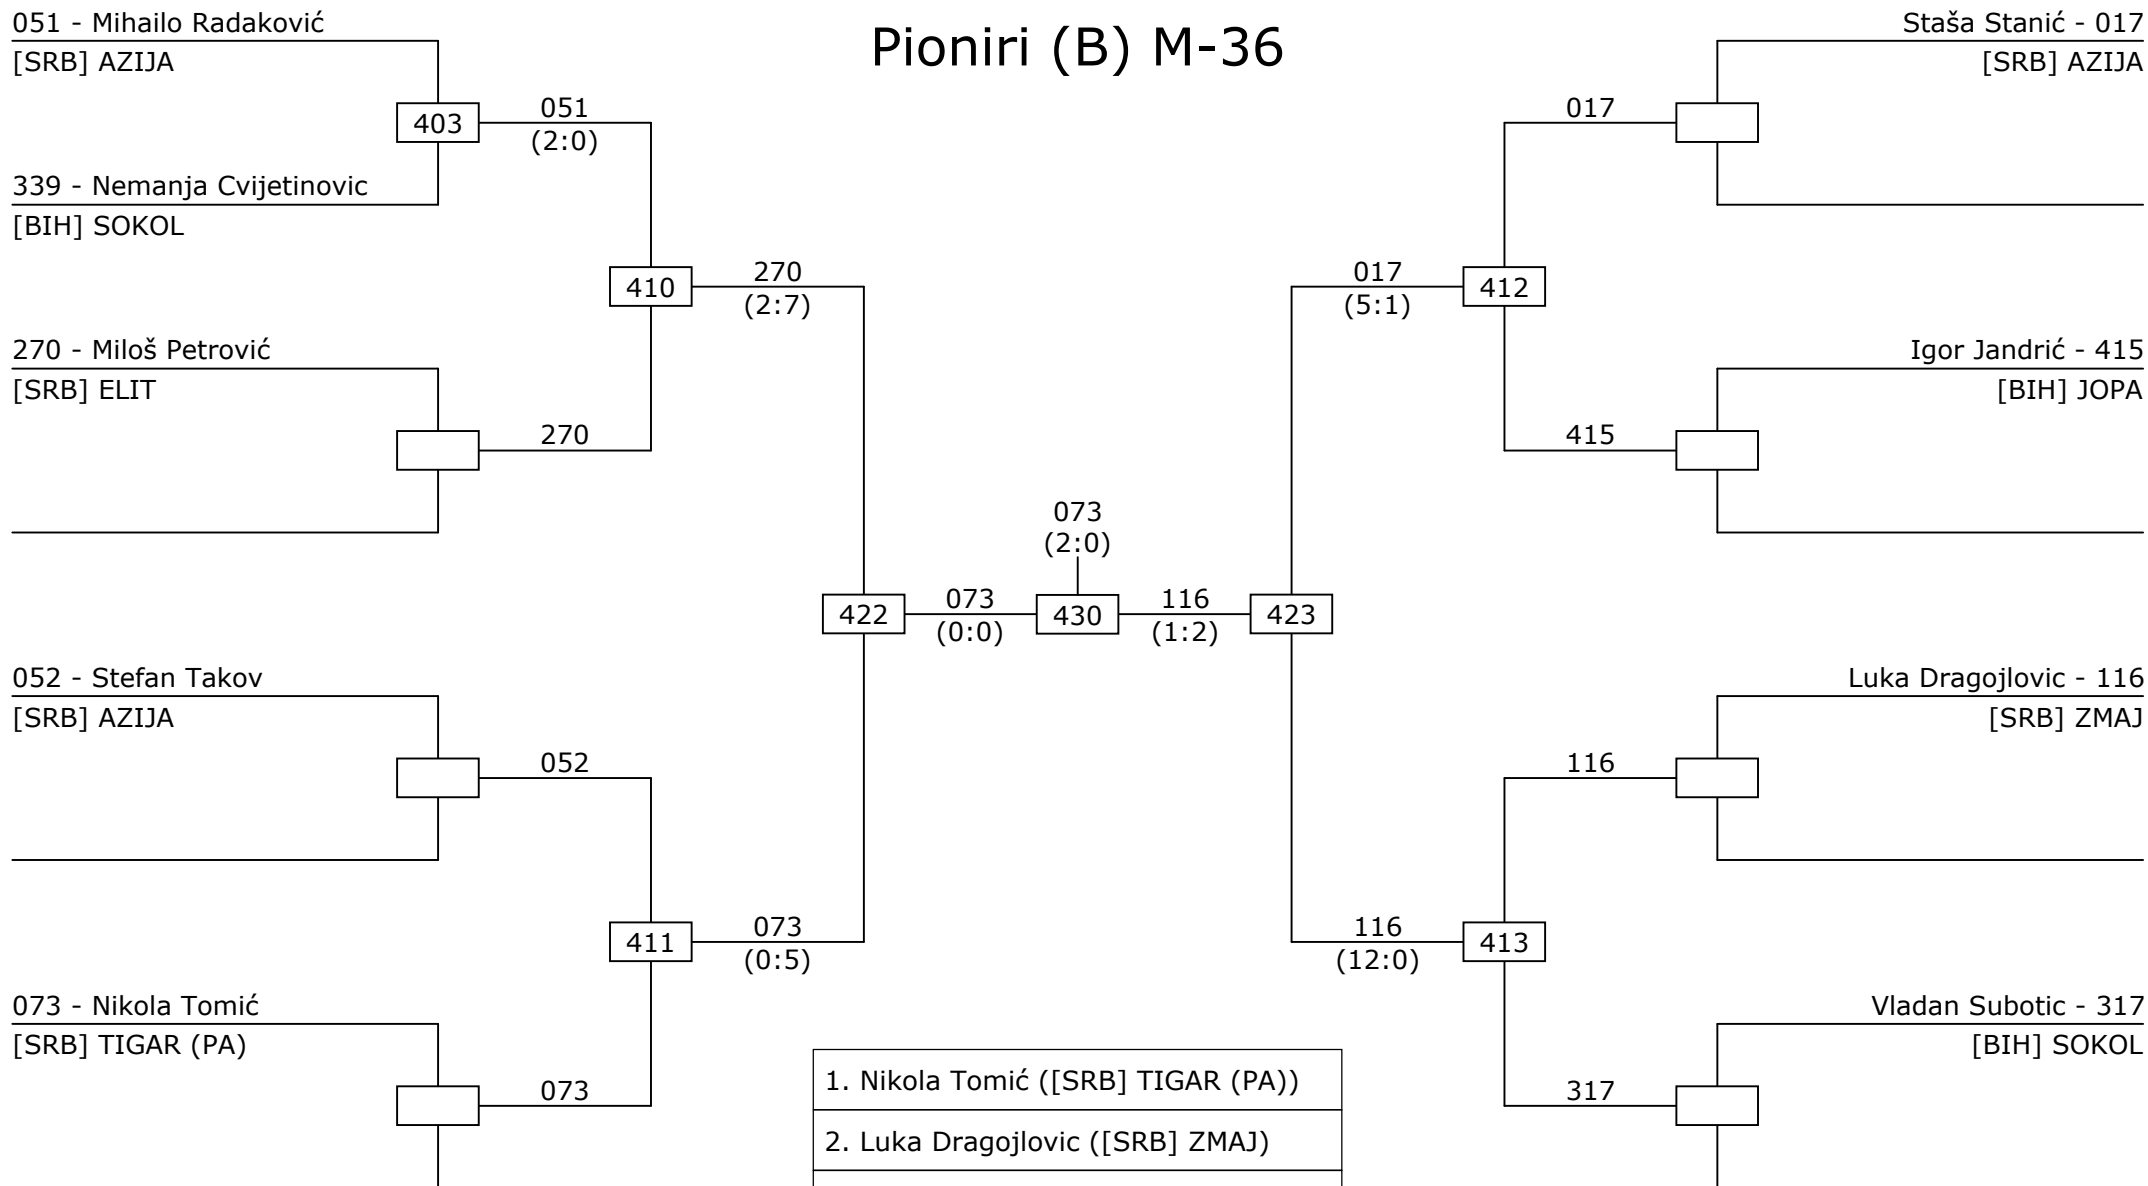 Pioniri (B) M-36
051 - Mihailo Radaković
[SRB] AZIJA
403
051
(2:0)
339 - Nemanja Cvijetinovic
[BIH] SOKOL
410
270
(2:7)
270 - Miloš Petrović
[SRB] ELIT
270
052 - Stefan Takov
[SRB] AZIJA
052
411
073
(0:5)
073 - Nikola Tomić
[SRB] TIGAR (PA)
073
422
073
(0:0)
073
(2:0)
430
116
(1:2)
423
Staša Stanić - 017
[SRB] AZIJA
017
017
(5:1)
412
Igor Jandrić - 415
[BIH] JOPA
415
Luka Dragojlovic - 116
[SRB] ZMAJ
116
116
(12:0)
413
Vladan Subotic - 317
[BIH] SOKOL
317
1. Nikola Tomić ([SRB] TIGAR (PA))
2. Luka Dragojlovic ([SRB] ZMAJ)